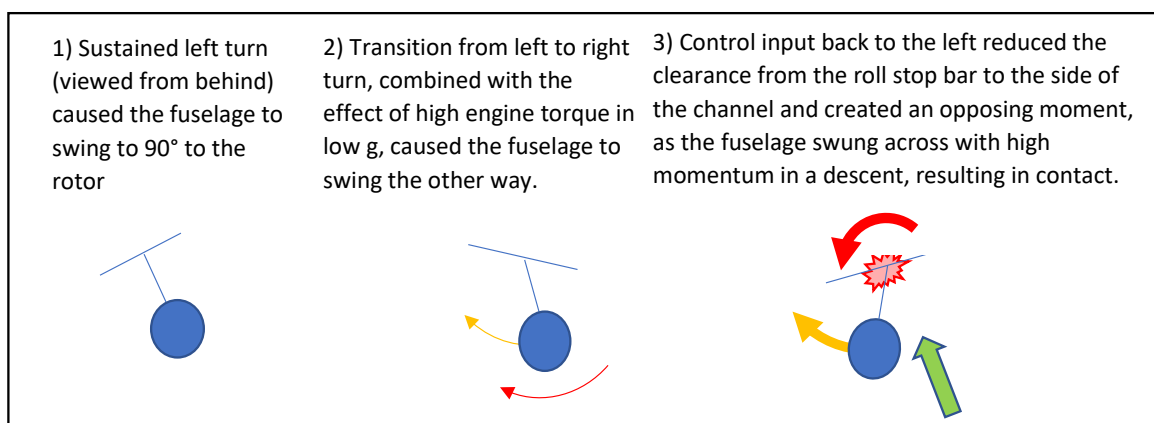 1) Sustained left turn
(viewed from behind)
caused the fuselage to
swing to 90° to the
rotor
2) Transition from left to right
turn, combined with the
effect of high engine torque in
low g, caused the fuselage to
swing the other way.
3) Control input back to the left reduced the
clearance from the roll stop bar to the side of
the channel and created an opposing moment,
as the fuselage swung across with high
momentum in a descent, resulting in contact.